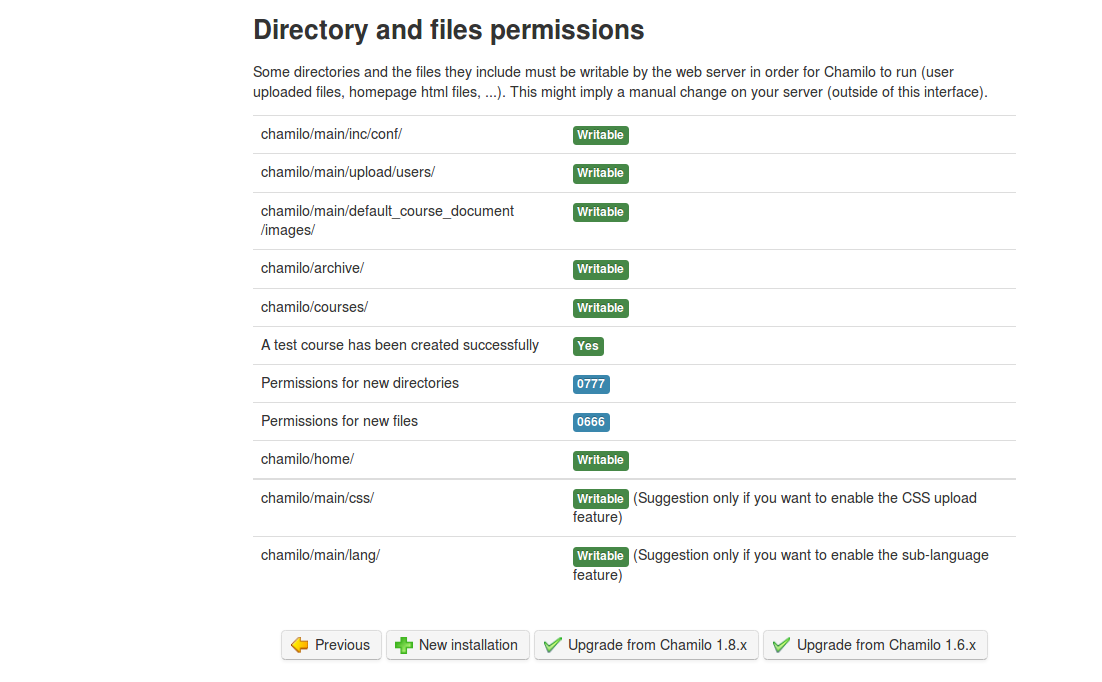 Directory and files permissions
Some directories and the files they include must be writable by the web server in order for Chamilo to run (user
uploaded files, homepage html files, ...). This might imply a manual change on your server (outside of this interface).
chamilo/main/inc/conf/ Writable
chamilo/main/upload/users/ Writable
chamilo/main/default_course_document Writable
/images/
chamilo/archive/ Writable
chamilo/courses/ Writable
A test course has been created successfully Yes
Permissions for new directories 0777
Permissions for new files 0666
chamilo/home/ Writable
chamilo/main/css/ Writable (Suggestion only if you want to enable the CSS upload
feature)
chamilo/main/lang/ Writable (Suggestion only if you want to enable the sub-language
feature)
Previous New installation Upgrade from Chamilo 1.8.x Upgrade from Chamilo 1.6.x